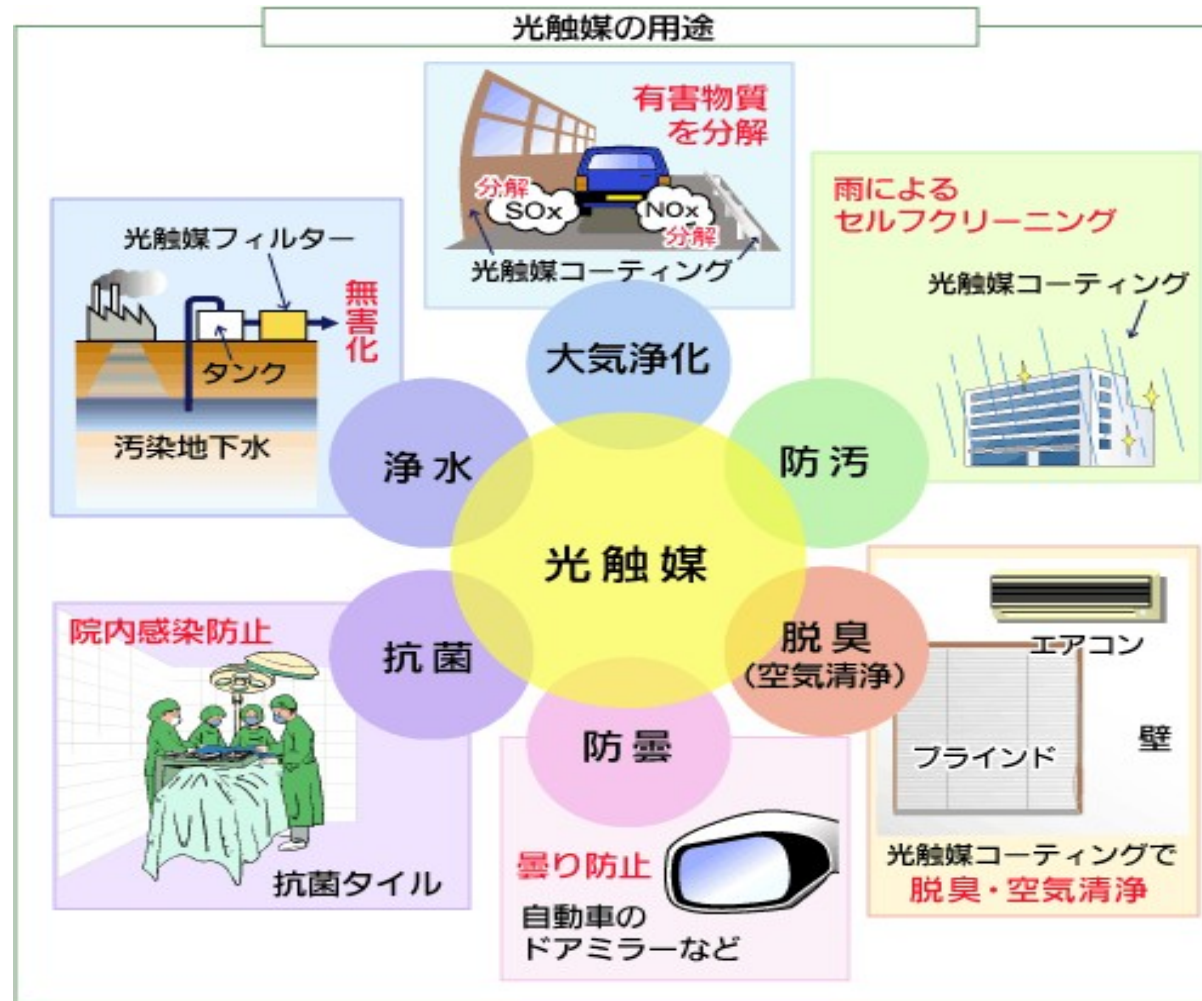 光触媒の用途
有害物質
を分解
分解
SOx
NOx
分解
光触媒コーティング
大気浄化
雨による
セルフクリーニング
光触媒コーティング
防汚
光触媒フィルター
無害化
タンク
汚染地下水
浄水
光触媒
院内感染防止
抗菌
抗菌タイル
防曇
曇り防止
自動車の
ドアミラーなど
脱臭
(空気清浄)
エアコン
ブラインド
壁
光触媒コーティングで
脱臭・空気清浄